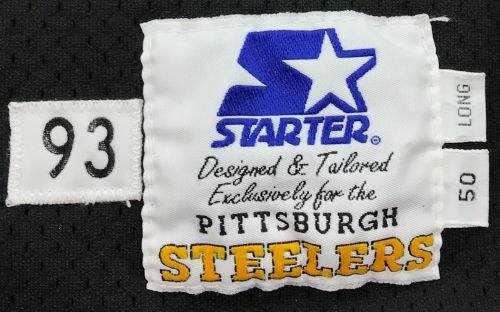 93
STARTER®
Designed & Tailored
Exclusively for the
PITTSBURGH
STEELERS
LONG
50